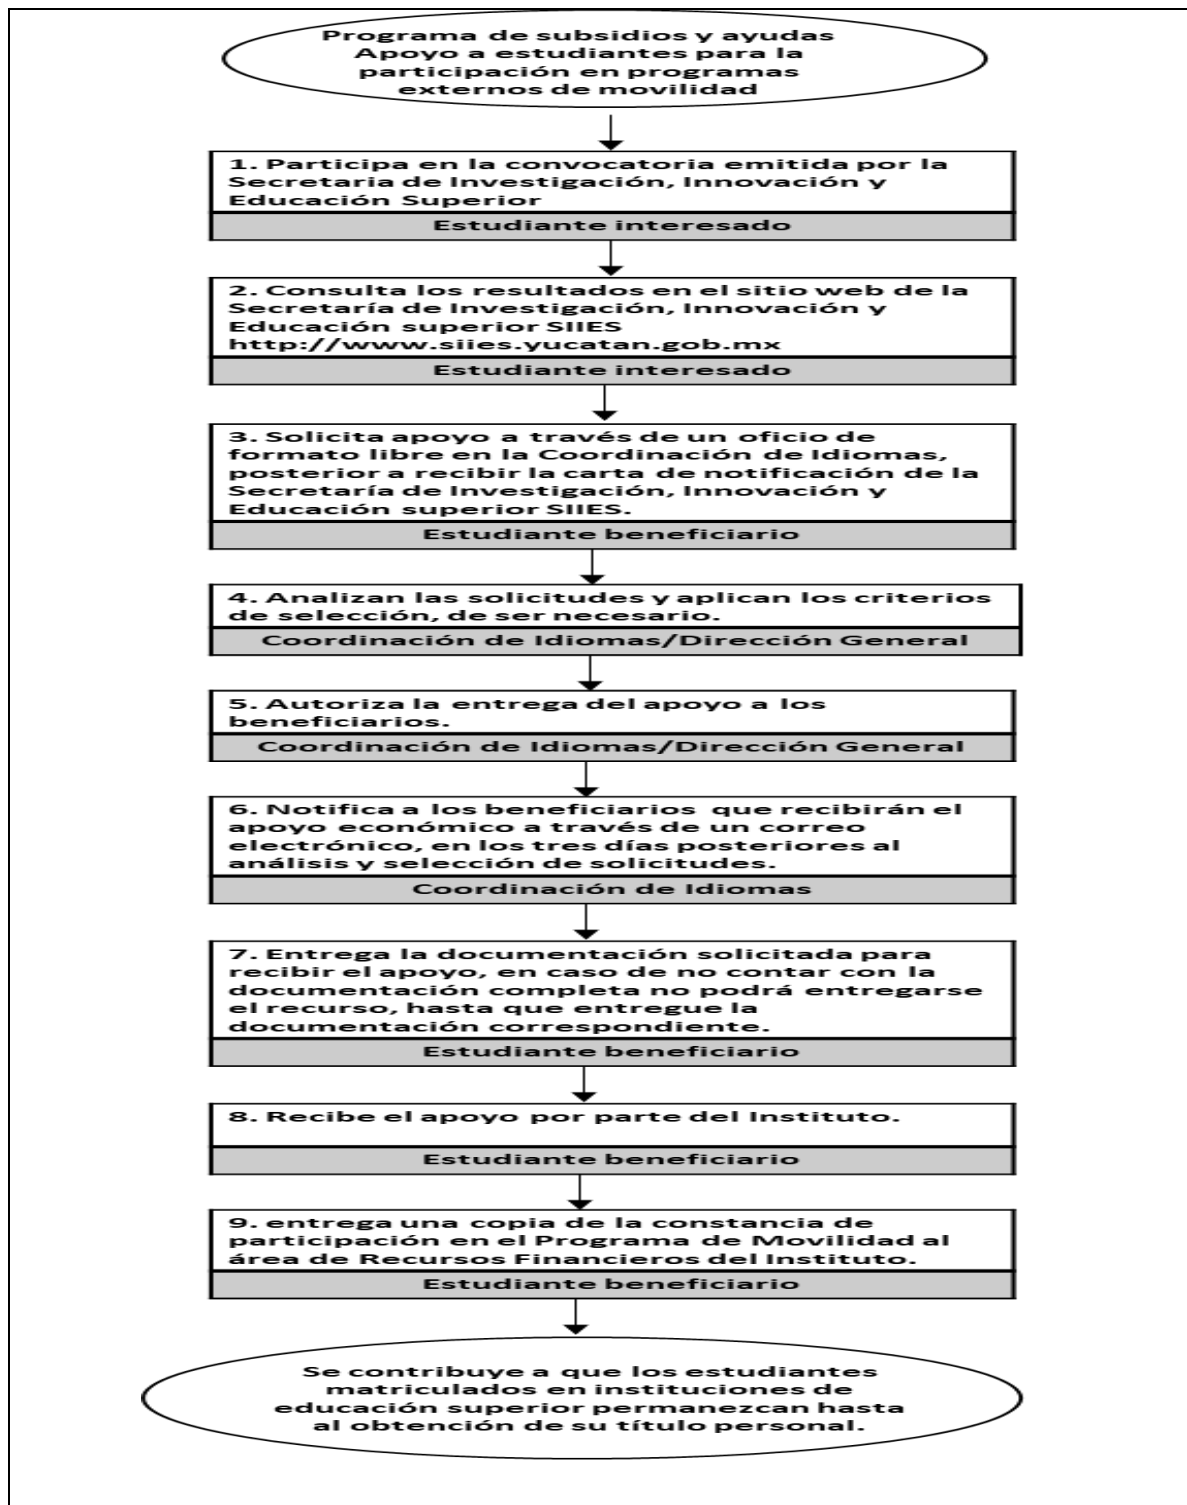 Programa de subsidios y ayudas
Apoyo a estudiantes para la
participación en programas
externos de movilidad
1. Participa en la convocatoria emitida por la
Secretaria de Investigación, Innovación y
Educación Superior
Estudiante interesado
2. Consulta los resultados en el sitio web de la
Secretaría de Investigación, Innovación y
Educación superior SIIES
http://www.siies.yucatan.gob.mx
Estudiante interesado
3. Solicita apoyo a través de un oficio de
formato libre en la Coordinación de Idiomas,
posterior a recibir la carta de notificación de la
Secretaría de Investigación, Innovación y
Educación superior SIIES.
Estudiante beneficiario
4. Analizan las solicitudes y aplican los criterios
de selección, de ser necesario.
Coordinación de Idiomas/Dirección General
5. Autoriza la entrega del apoyo a los
beneficiarios.
Coordinación de Idiomas/Dirección General
6. Notifica a los beneficiarios que recibirán el
apoyo económico a través de un correo
electrónico, en los tres días posteriores al
análisis y selección de solicitudes.
Coordinación de Idiomas
7. Entrega la documentación solicitada para
recibir el apoyo, en caso de no contar con la
documentación completa no podrá entregarse
el recurso, hasta que entregue la
documentación correspondiente.
Estudiante beneficiario
8. Recibe el apoyo por parte del Instituto.
Estudiante beneficiario
9. entrega una copia de la constancia de
participación en el Programa de Movilidad al
área de Recursos Financieros del Instituto.
Estudiante beneficiario
Se contribuye a que los estudiantes
matriculados en instituciones de
educación superior permanezcan hasta
al obtención de su título personal.